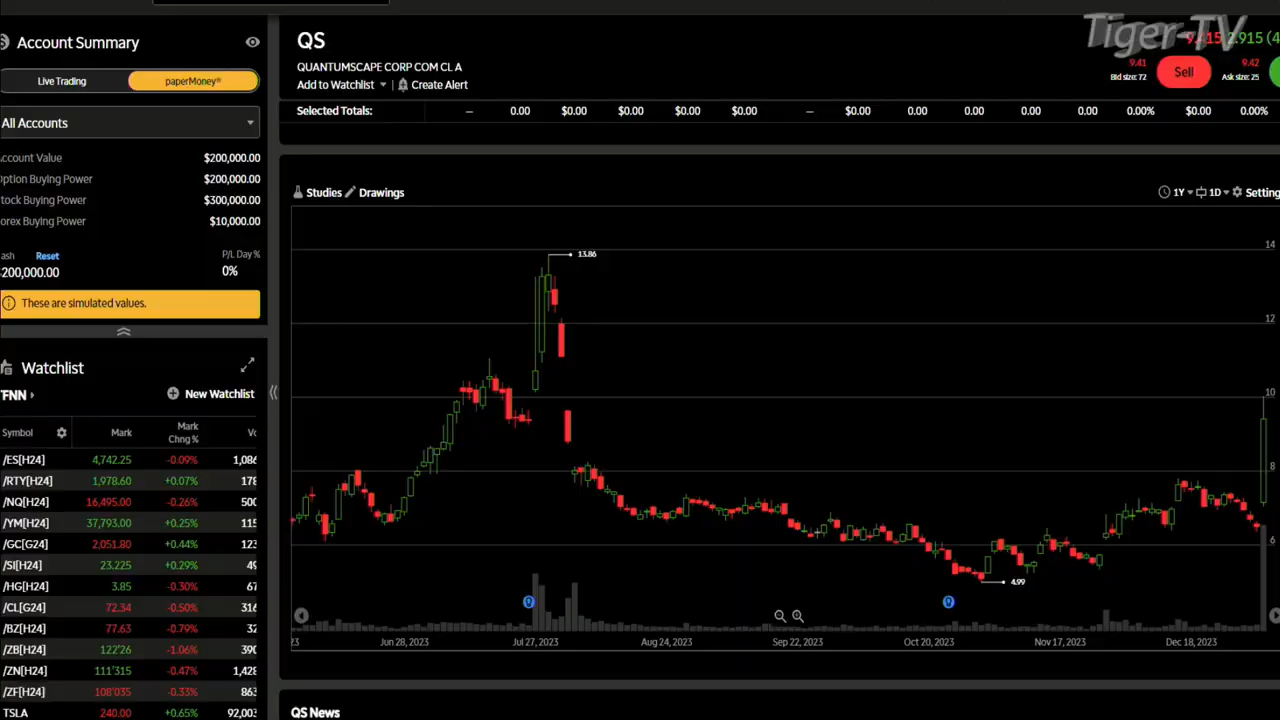 Tiger-TV
Account Summary
Live Trading paperMoney®
All Accounts
ccount Value $200,000.00
ption Buying Power $200,000.00
tock Buying Power $300,000.00
orex Buying Power $10,000.00
ash Reset P/L Day %
200,000.00 0%
These are simulated values.
Watchlist
TFNN New Watchlist
Symbol Mark Mark Chng %
/ES[H24] 4,742.25 -0.09% 1,086
/RTY[H24] 1,978.60 +0.07% 178
/NQ[H24] 16,495.00 -0.26% 500
/YM[H24] 37,793.00 +0.25% 115
/GC[G24] 2,051.80 +0.44% 123
/SI[H24] 23.225 +0.29% 49
/HG[H24] 3.85 -0.30% 67
/CL[G24] 72.34 -0.50% 316
/BZ[H24] 77.63 -0.79% 32
/ZB[H24] 122'26 -1.06% 390
/ZN[H24] 111'315 -0.47% 1,428
/ZF[H24] 108'035 -0.33% 863
TSLA 240.00 +0.65% 92,003
QS
QUANTUMSCAPE CORP COM CL A
Add to Watchlist | Create Alert
9.415 2.915 (4
9.41 Sell 9.42
Bid size: 72 Ask size: 25
Selected Totals: – 0.00 $0.00 $0.00 $0.00 $0.00 – $0.00 0.00 0.00 0.00 0.00 0.00% $0.00 0.00%
Studies Drawings 1Y 1D Setting
14
13.86
12
10
8
6
4.99
23 Jun 28, 2023 Jul 27, 2023 Aug 24, 2023 Sep 22, 2023 Oct 20, 2023 Nov 17, 2023 Dec 18, 2023
QS News